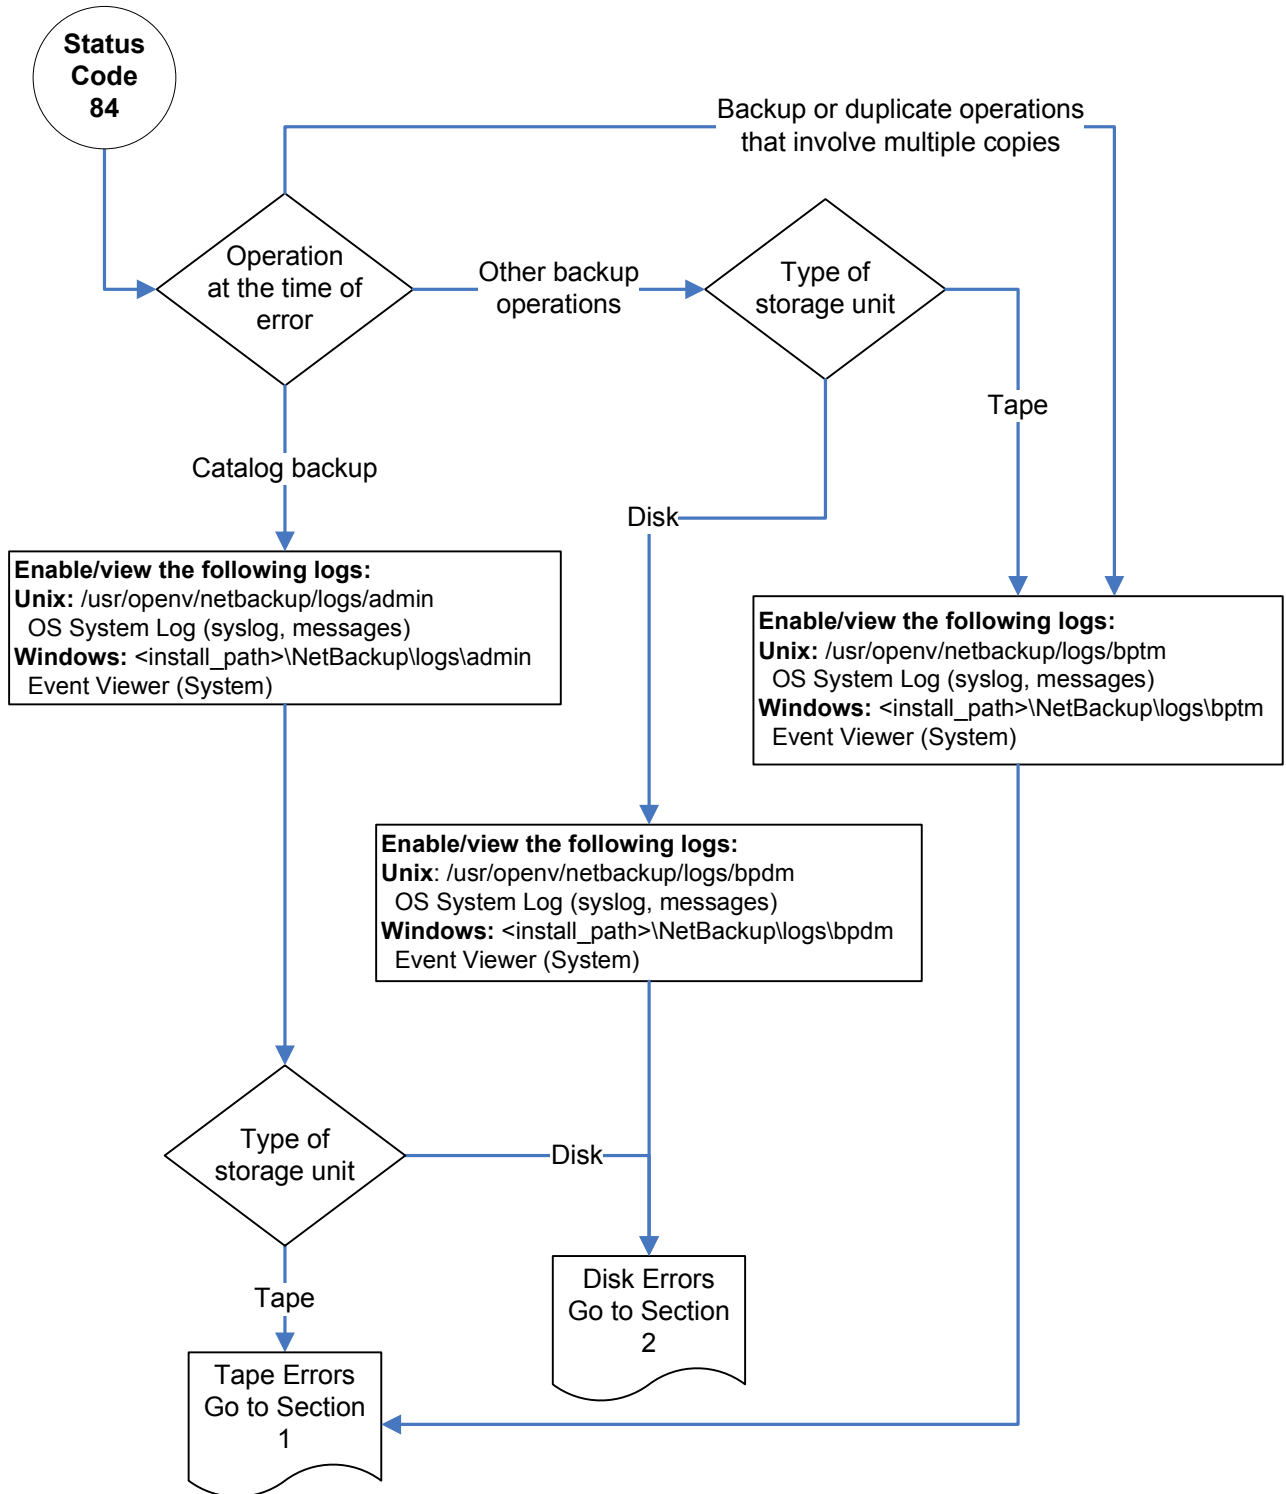 Status
Code
84
Backup or duplicate operations
that involve multiple copies
Operation
at the time of
error
Other backup
operations
Type of
storage unit
Tape
Catalog backup
Disk
Enable/view the following logs:
Unix: /usr/openv/netbackup/logs/admin
OS System Log (syslog, messages)
Windows: <install_path>\NetBackup\logs\admin
Event Viewer (System)
Enable/view the following logs:
Unix: /usr/openv/netbackup/logs/bptm
OS System Log (syslog, messages)
Windows: <install_path>\NetBackup\logs\bptm
Event Viewer (System)
Enable/view the following logs:
Unix: /usr/openv/netbackup/logs/bpdm
OS System Log (syslog, messages)
Windows: <install_path>\NetBackup\logs\bpdm
Event Viewer (System)
Type of
storage unit
Disk
Tape
Disk Errors
Go to Section
2
Tape Errors
Go to Section
1